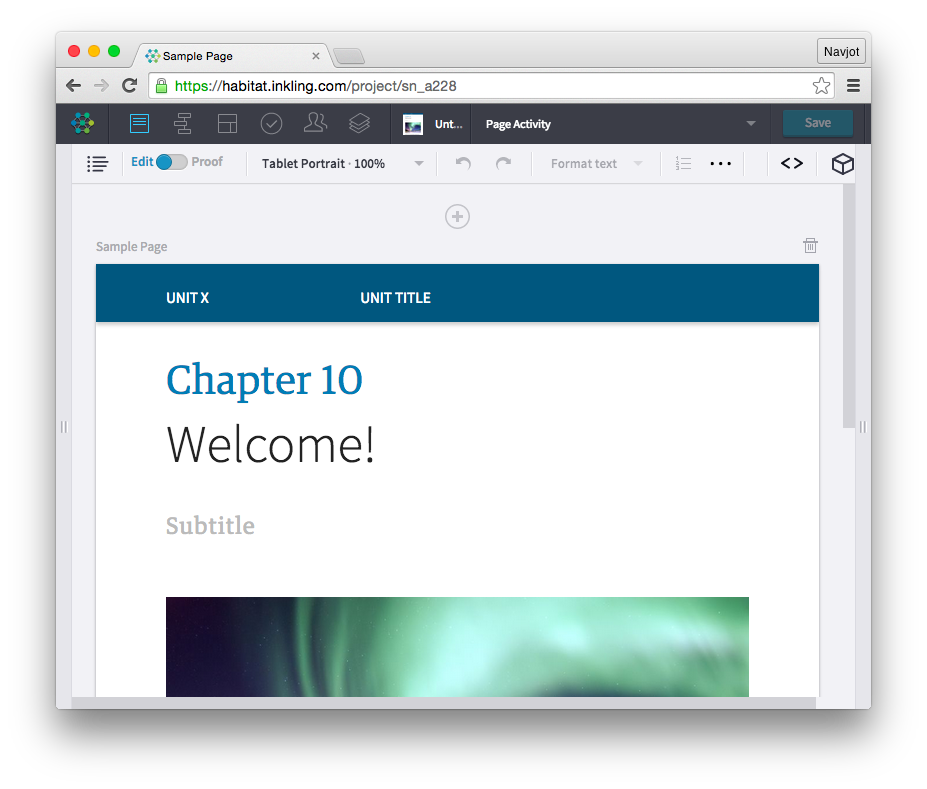 Sample Page
Navjot
https://habitat.inkling.com/project/sn_a228
Unt... Page Activity Save
Edit Proof Tablet Portrait · 100% Format text
Sample Page
UNIT X UNIT TITLE
Chapter 10
Welcome!
Subtitle